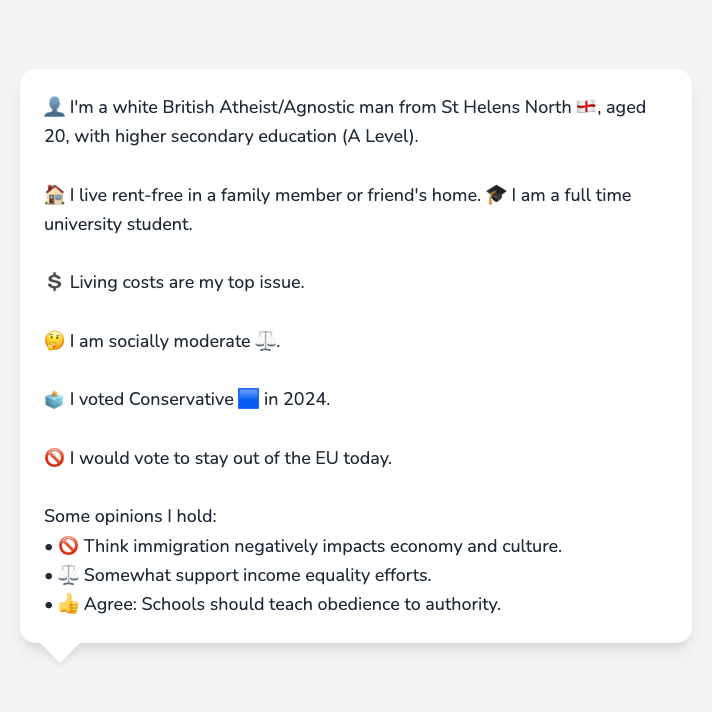 👤 I'm a white British Atheist/Agnostic man from St Helens North 🏴󠁧󠁢󠁥󠁮󠁧󠁿, aged
20, with higher secondary education (A Level).
🏠 I live rent-free in a family member or friend's home. 🎓 I am a full time
university student.
💲 Living costs are my top issue.
🤔 I am socially moderate ⚖️.
🗳️ I voted Conservative 🟦 in 2024.
🚫 I would vote to stay out of the EU today.
Some opinions I hold:
• 🚫 Think immigration negatively impacts economy and culture.
• ⚖️ Somewhat support income equality efforts.
• 👍 Agree: Schools should teach obedience to authority.